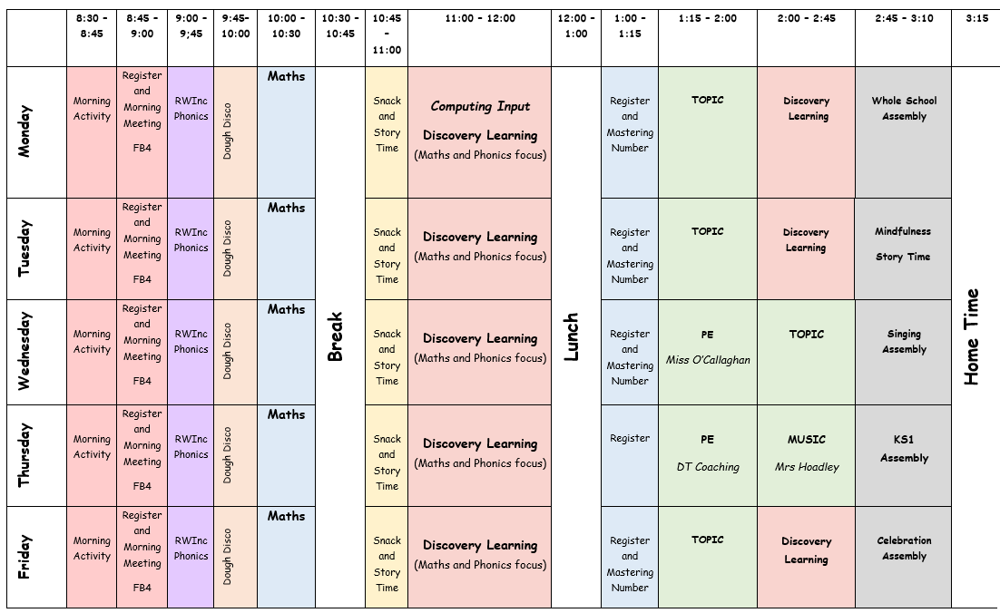 8:30 – 8:45 8:45 – 9:00 9:00 – 9;45 9:45– 10:00 10:00 – 10:30 10:30 – 10:45 10:45 – 11:00 11:00 – 12:00 12:00 – 1:00 1:00 – 1:15 1:15 – 2:00 2:00 – 2:45 2:45 – 3:10 3:15
Monday
Morning
Activity
Register
and
Morning
Meeting
FB4
RWInc
Phonics
Dough Disco
Maths
Break
Snack
and
Story
Time
Computing Input
Discovery Learning
(Maths and Phonics focus)
Lunch
Register
and
Mastering
Number
TOPIC
Discovery
Learning
Whole School
Assembly
Home Time
Tuesday
Morning
Activity
Register
and
Morning
Meeting
FB4
RWInc
Phonics
Dough Disco
Maths
Snack
and
Story
Time
Discovery Learning
(Maths and Phonics focus)
Register
and
Mastering
Number
TOPIC
Discovery
Learning
Mindfulness
Story Time
Wednesday
Morning
Activity
Register
and
Morning
Meeting
FB4
RWInc
Phonics
Dough Disco
Maths
Snack
and
Story
Time
Discovery Learning
(Maths and Phonics focus)
Register
and
Mastering
Number
PE
Miss O'Callaghan
TOPIC
Singing
Assembly
Thursday
Morning
Activity
Register
and
Morning
Meeting
FB4
RWInc
Phonics
Dough Disco
Maths
Snack
and
Story
Time
Discovery Learning
(Maths and Phonics focus)
Register
PE
DT Coaching
MUSIC
Mrs Hoadley
KS1
Assembly
Friday
Morning
Activity
Register
and
Morning
Meeting
FB4
RWInc
Phonics
Dough Disco
Maths
Snack
and
Story
Time
Discovery Learning
(Maths and Phonics focus)
Register
and
Mastering
Number
TOPIC
Discovery
Learning
Celebration
Assembly